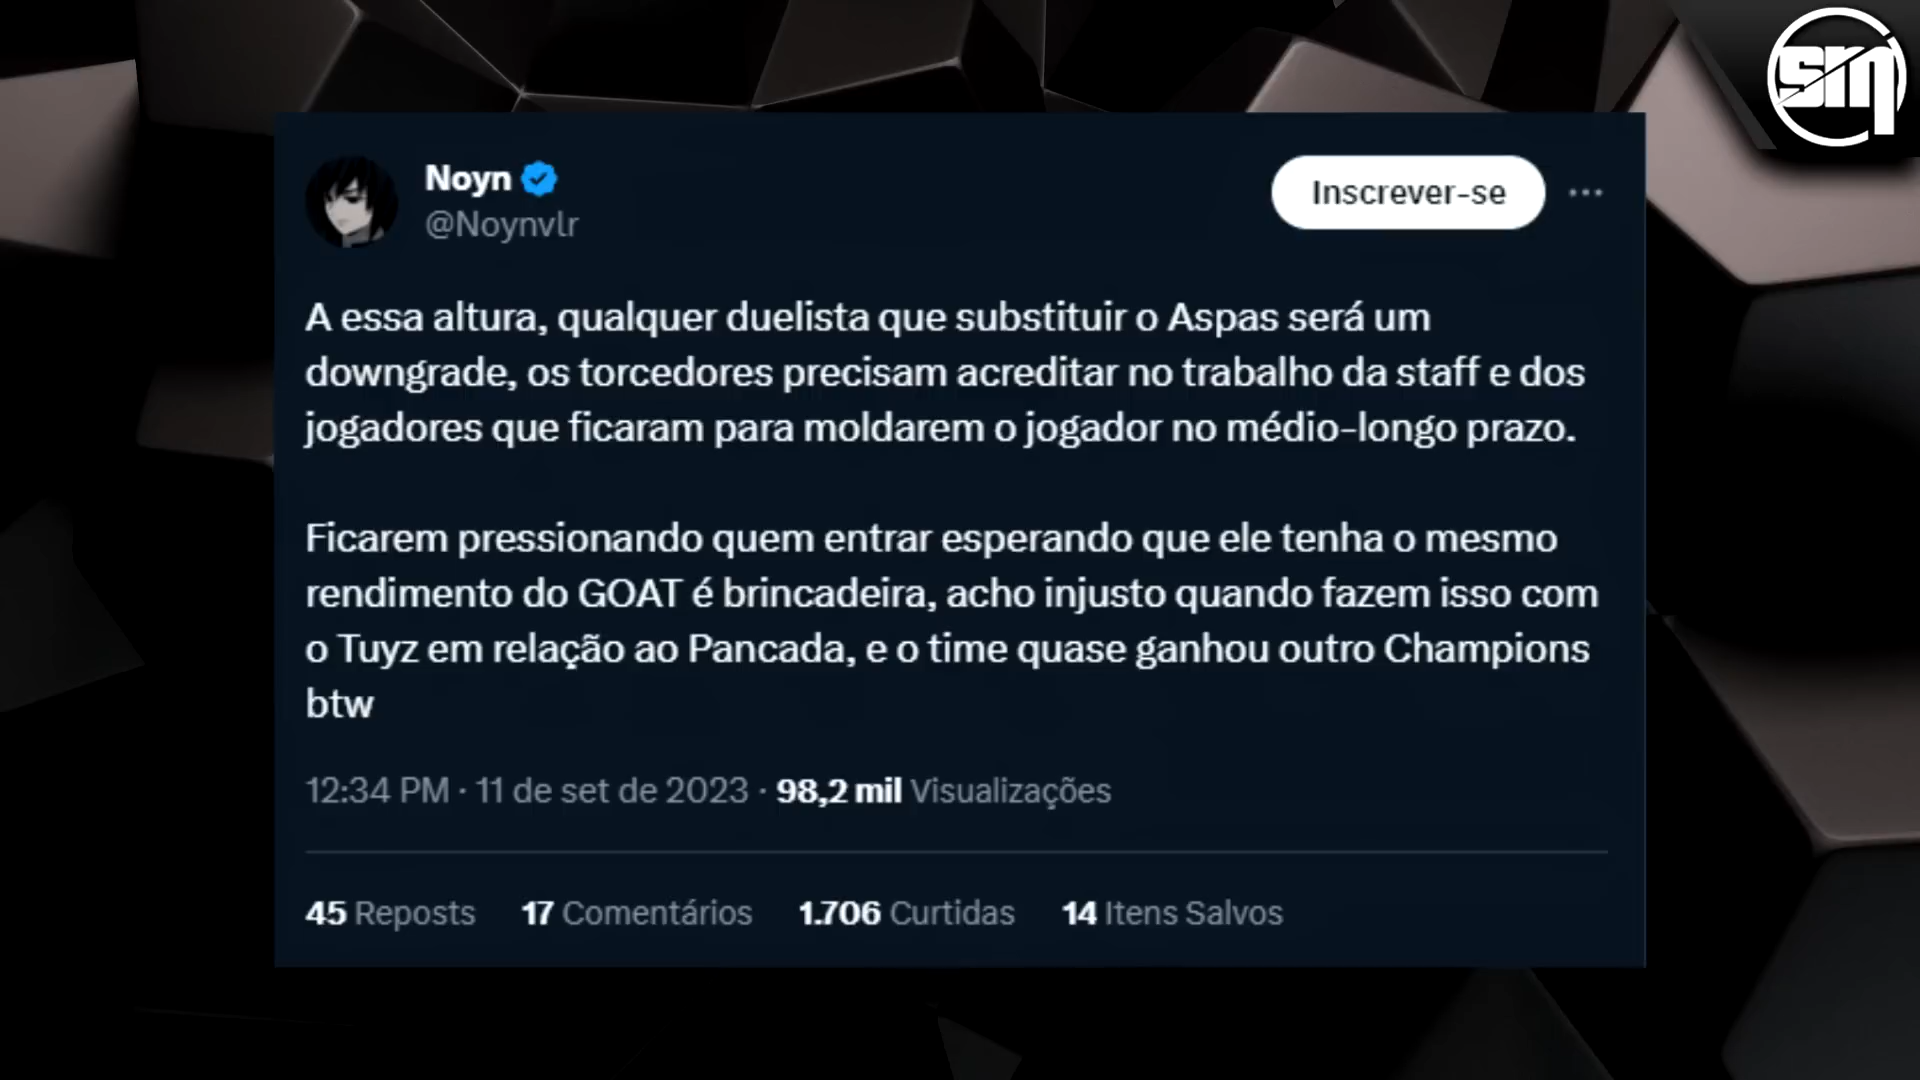 sm
Noyn
@Noynvlr
Inscrever-se
A essa altura, qualquer duelista que substituir o Aspas será um
downgrade, os torcedores precisam acreditar no trabalho da staff e dos
jogadores que ficaram para moldarem o jogador no médio-longo prazo.
Ficarem pressionando quem entrar esperando que ele tenha o mesmo
rendimento do GOAT é brincadeira, acho injusto quando fazem isso com
o Tuyz em relação ao Pancada, e o time quase ganhou outro Champions
btw
12:34 PM · 11 de set de 2023 · 98,2 mil Visualizações
45 Reposts 17 Comentários 1.706 Curtidas 14 Itens Salvos